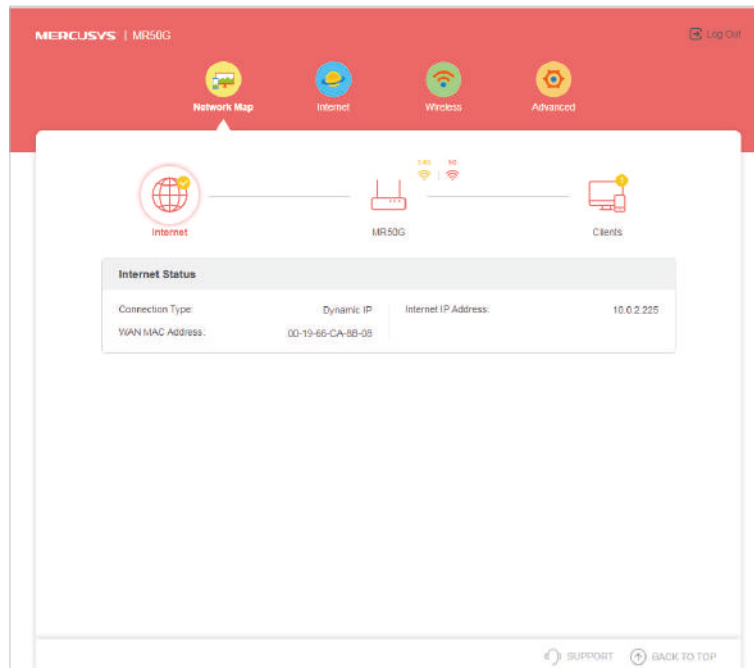 MERCUSYS | MR50G
Log Out
Network Map
Internet
Wireless
Advanced
2.4G | 5G
1
Internet
MR50G
Clients
Internet Status
Connection Type: Dynamic IP
Internet IP Address: 10.0.2.225
WAN MAC Address: 00-19-66-CA-8B-08
SUPPORT
BACK TO TOP